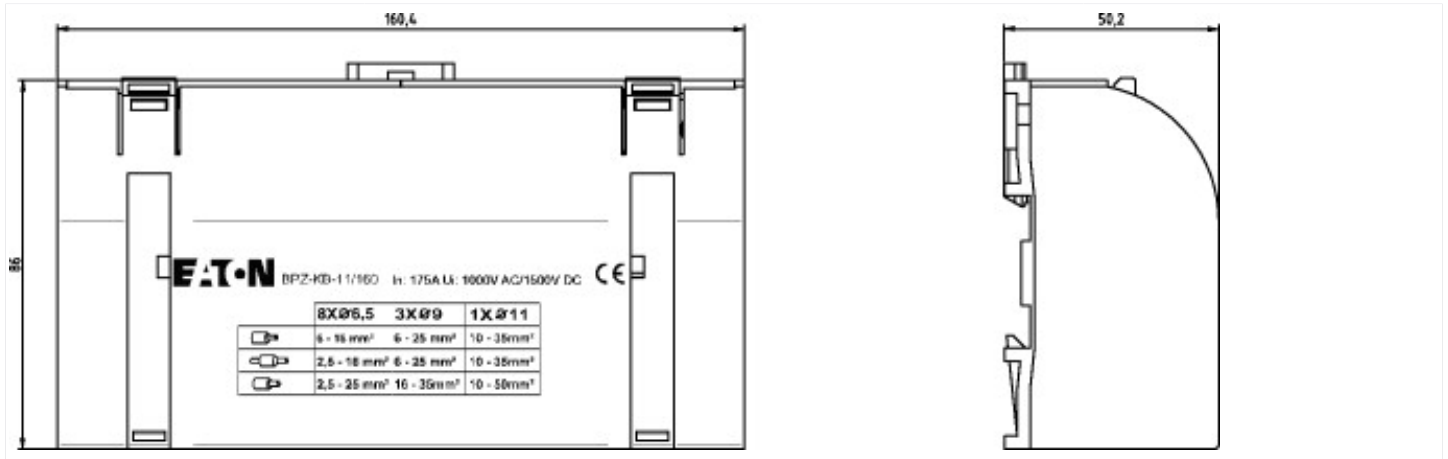 160,4
50,2
86
EATON BPZ-KB-11/160 In: 175A Ui: 1000V AC/1500V DC CE
8XØ6,5 3XØ9 1XØ11
6 - 16 mm² 6 - 25 mm² 10 - 35mm²
2,5 - 16 mm² 6 - 25 mm² 10 - 35mm²
2,5 - 25 mm² 16 - 35mm² 10 - 50mm²